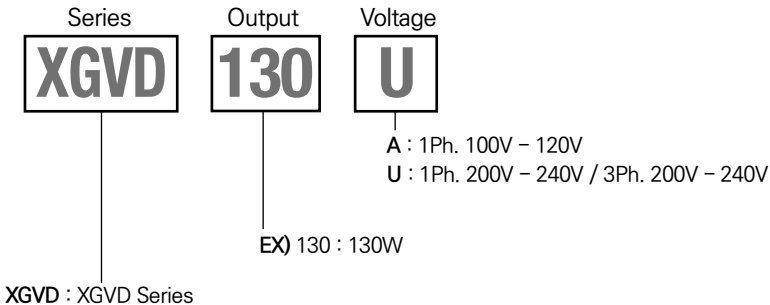 Series Output Voltage
XGVD 130 U
A : 1Ph. 100V - 120V
U : 1Ph. 200V - 240V / 3Ph. 200V - 240V
EX) 130 : 130W
XGVD : XGVD Series